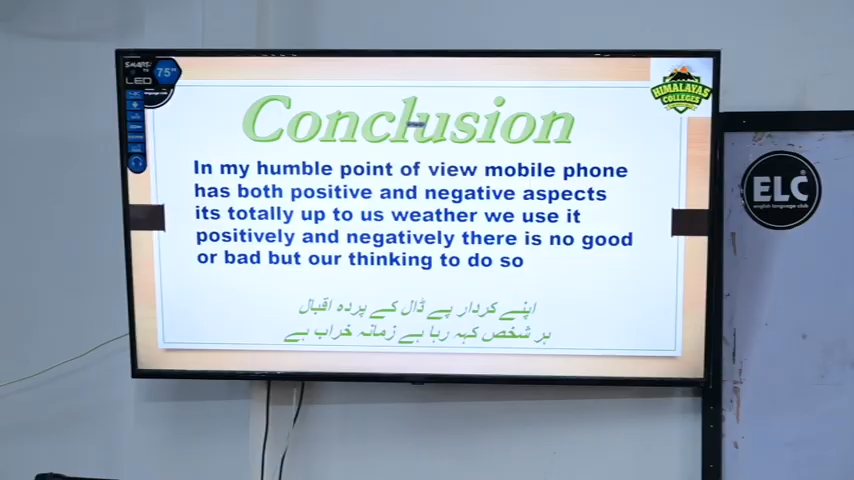 SMART
TV
LED
75"
HIMALAYAS
COLLEGES
Conclusion
In my humble point of view mobile phone
has both positive and negative aspects
its totally up to us weather we use it
positively and negatively there is no good
or bad but our thinking to do so
اپنے کردار پے ڈال کے پردہ اقبال
ہر شخص کہہ رہا ہے زمانہ خراب ہے
ELC
english language club